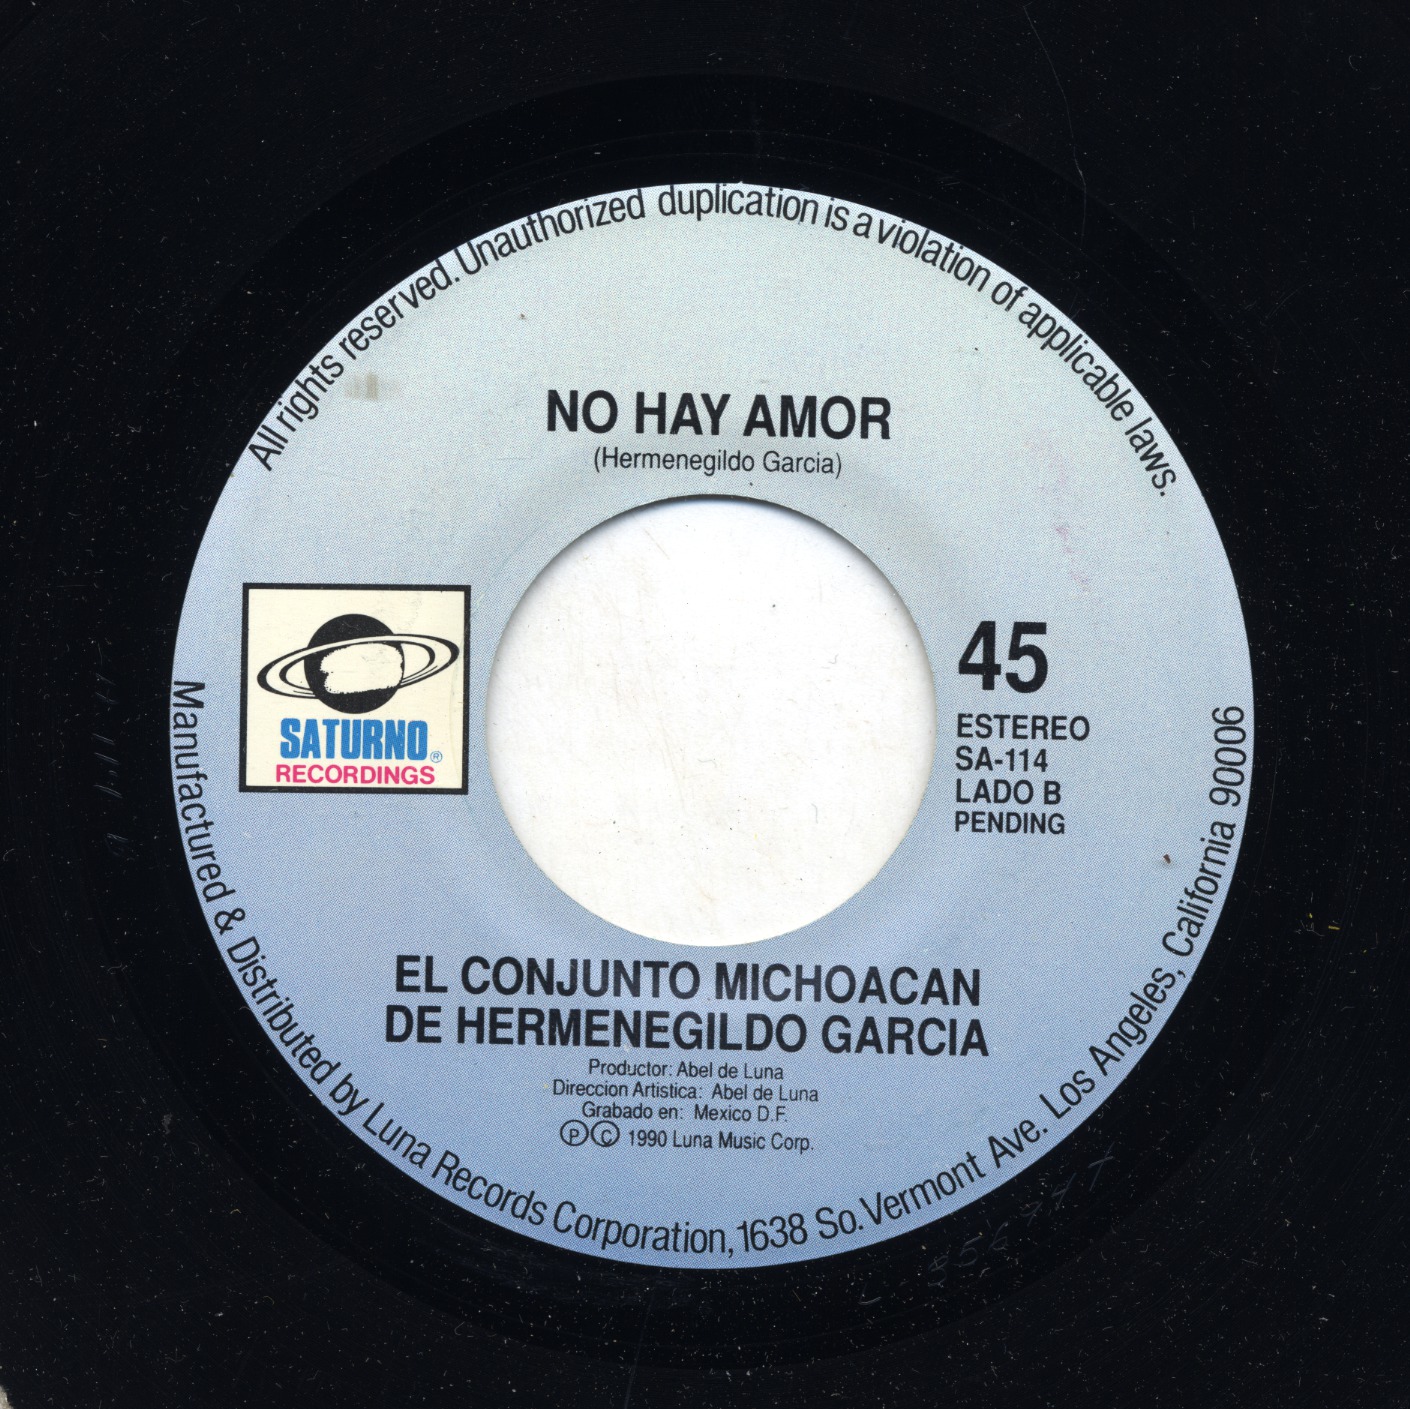 All rights reserved. Unauthorized duplication is a violation of applicable laws.
NO HAY AMOR
(Hermenegildo Garcia)
SATURNO®
RECORDINGS
45
ESTEREO
SA-114
LADO B
PENDING
EL CONJUNTO MICHOACAN
DE HERMENEGILDO GARCIA
Productor: Abel de Luna
Direccion Artistica: Abel de Luna
Grabado en: Mexico D.F.
Ⓟ© 1990 Luna Music Corp.
Manufactured & Distributed by Luna Records Corporation, 1638 So. Vermont Ave. Los Angeles, California 90006